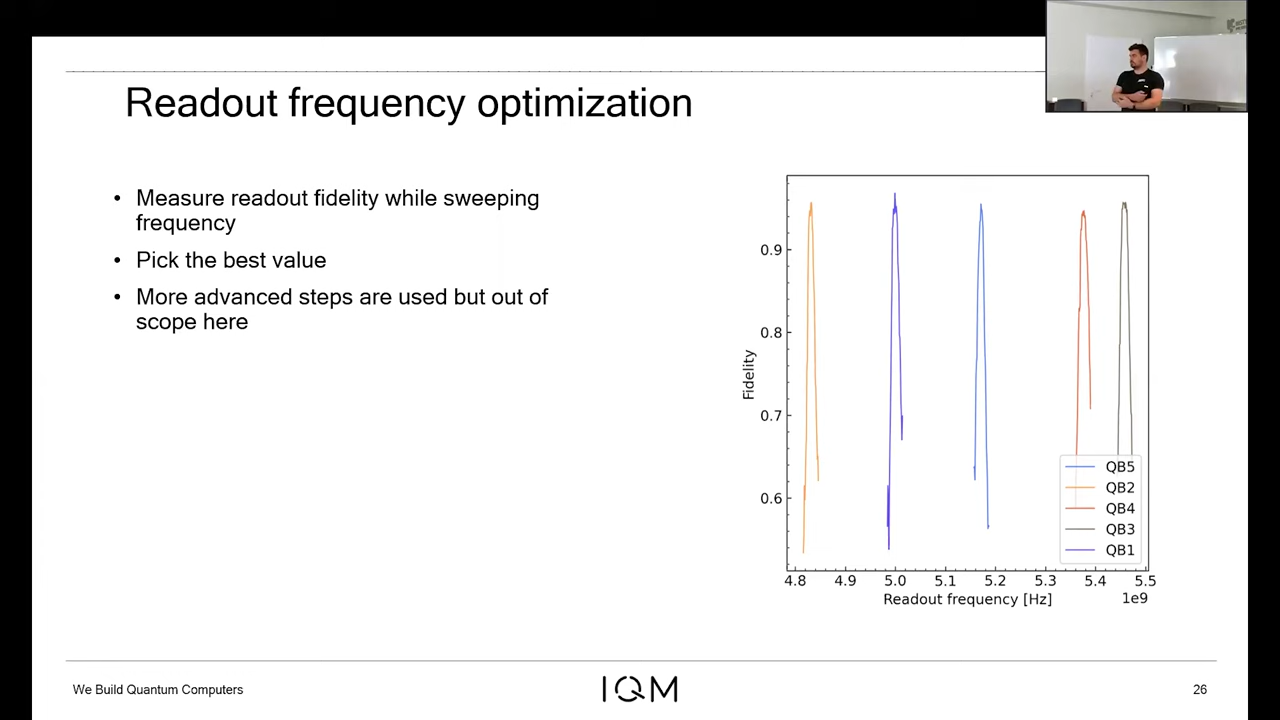 Readout frequency optimization
• Measure readout fidelity while sweeping
frequency
• Pick the best value
• More advanced steps are used but out of
scope here
Fidelity
0.9
0.8
0.7
0.6
QB5
QB2
QB4
QB3
QB1
4.8 4.9 5.0 5.1 5.2 5.3 5.4 5.5
Readout frequency [Hz]
1e9
We Build Quantum Computers
IQM
26